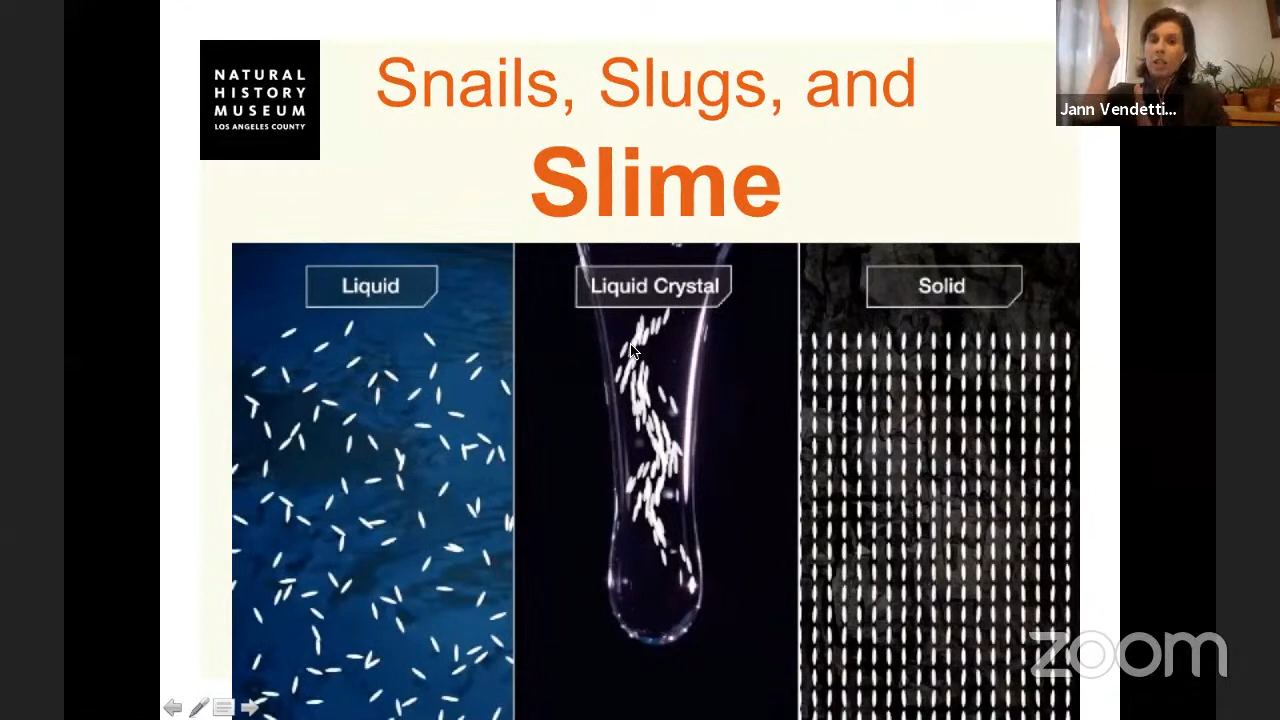 NATURAL
HISTORY
MUSEUM
LOS ANGELES COUNTY
Snails, Slugs, and
Slime
Jann Vendetti...
Liquid
Liquid Crystal
Solid
zoom